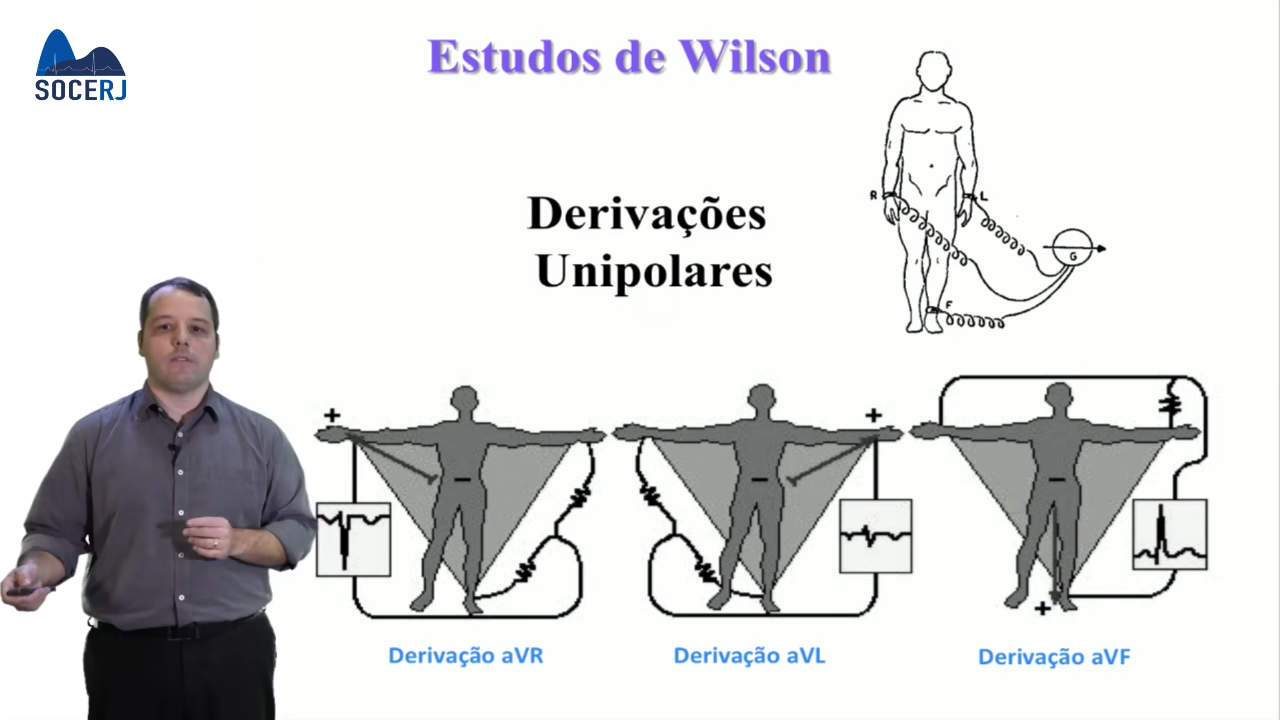 SOCERJ
Estudos de Wilson
Derivações
Unipolares
R
L
G
F
+
+
+
Derivação aVR
Derivação aVL
Derivação aVF